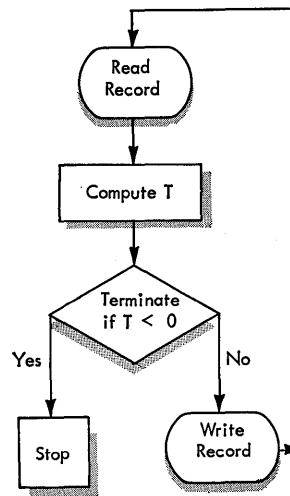 Read
Record
Compute T
Terminate
if T < 0
Yes
No
Stop
Write
Record